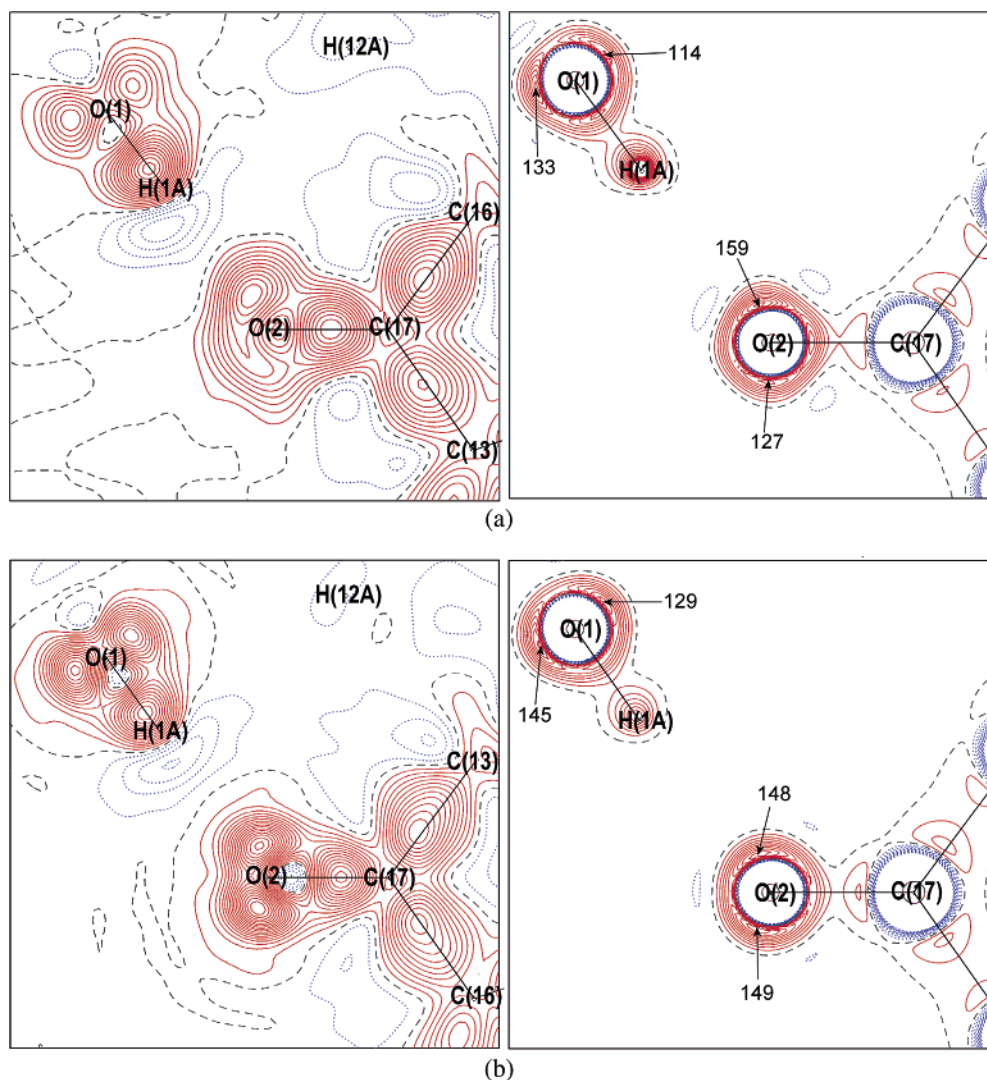 H(12A)
O(1)
H(1A)
C(16)
O(2)
C(17)
C(13)
114
O(1)
133
H(1A)
159
O(2)
C(17)
127
(a)
H(12A)
O(1)
H(1A)
C(13)
O(2)
C(17)
C(16)
129
O(1)
145
H(1A)
148
O(2)
C(17)
149
(b)